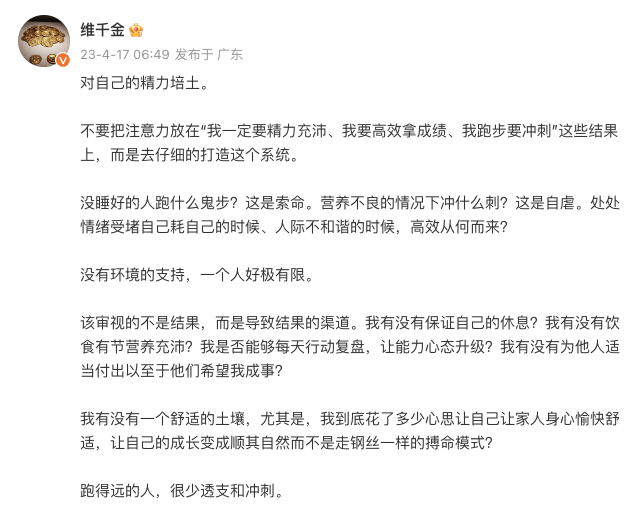 维千金
23-4-17 06:49 发布于 广东
对自己的精力培土。
不要把注意力放在“我一定要精力充沛、我要高效拿成绩、我跑步要冲刺”这些结果
上，而是去仔细的打造这个系统。
没睡好的人跑什么鬼步？这是索命。营养不良的情况下冲什么刺？这是自虐。处处
情绪受堵自己耗自己的时候、人际不和谐的时候，高效从何而来？
没有环境的支持，一个人好极有限。
该审视的不是结果，而是导致结果的渠道。我有没有保证自己的休息？我有没有饮
食有节营养充沛？我是否能够每天行动复盘，让能力心态升级？我有没有为他人适
当付出以至于他们希望我成事？
我有没有一个舒适的土壤，尤其是，我到底花了多少心思让自己让家人身心愉快舒
适，让自己的成长变成顺其自然而不是走钢丝一样的搏命模式？
跑得远的人，很少透支和冲刺。